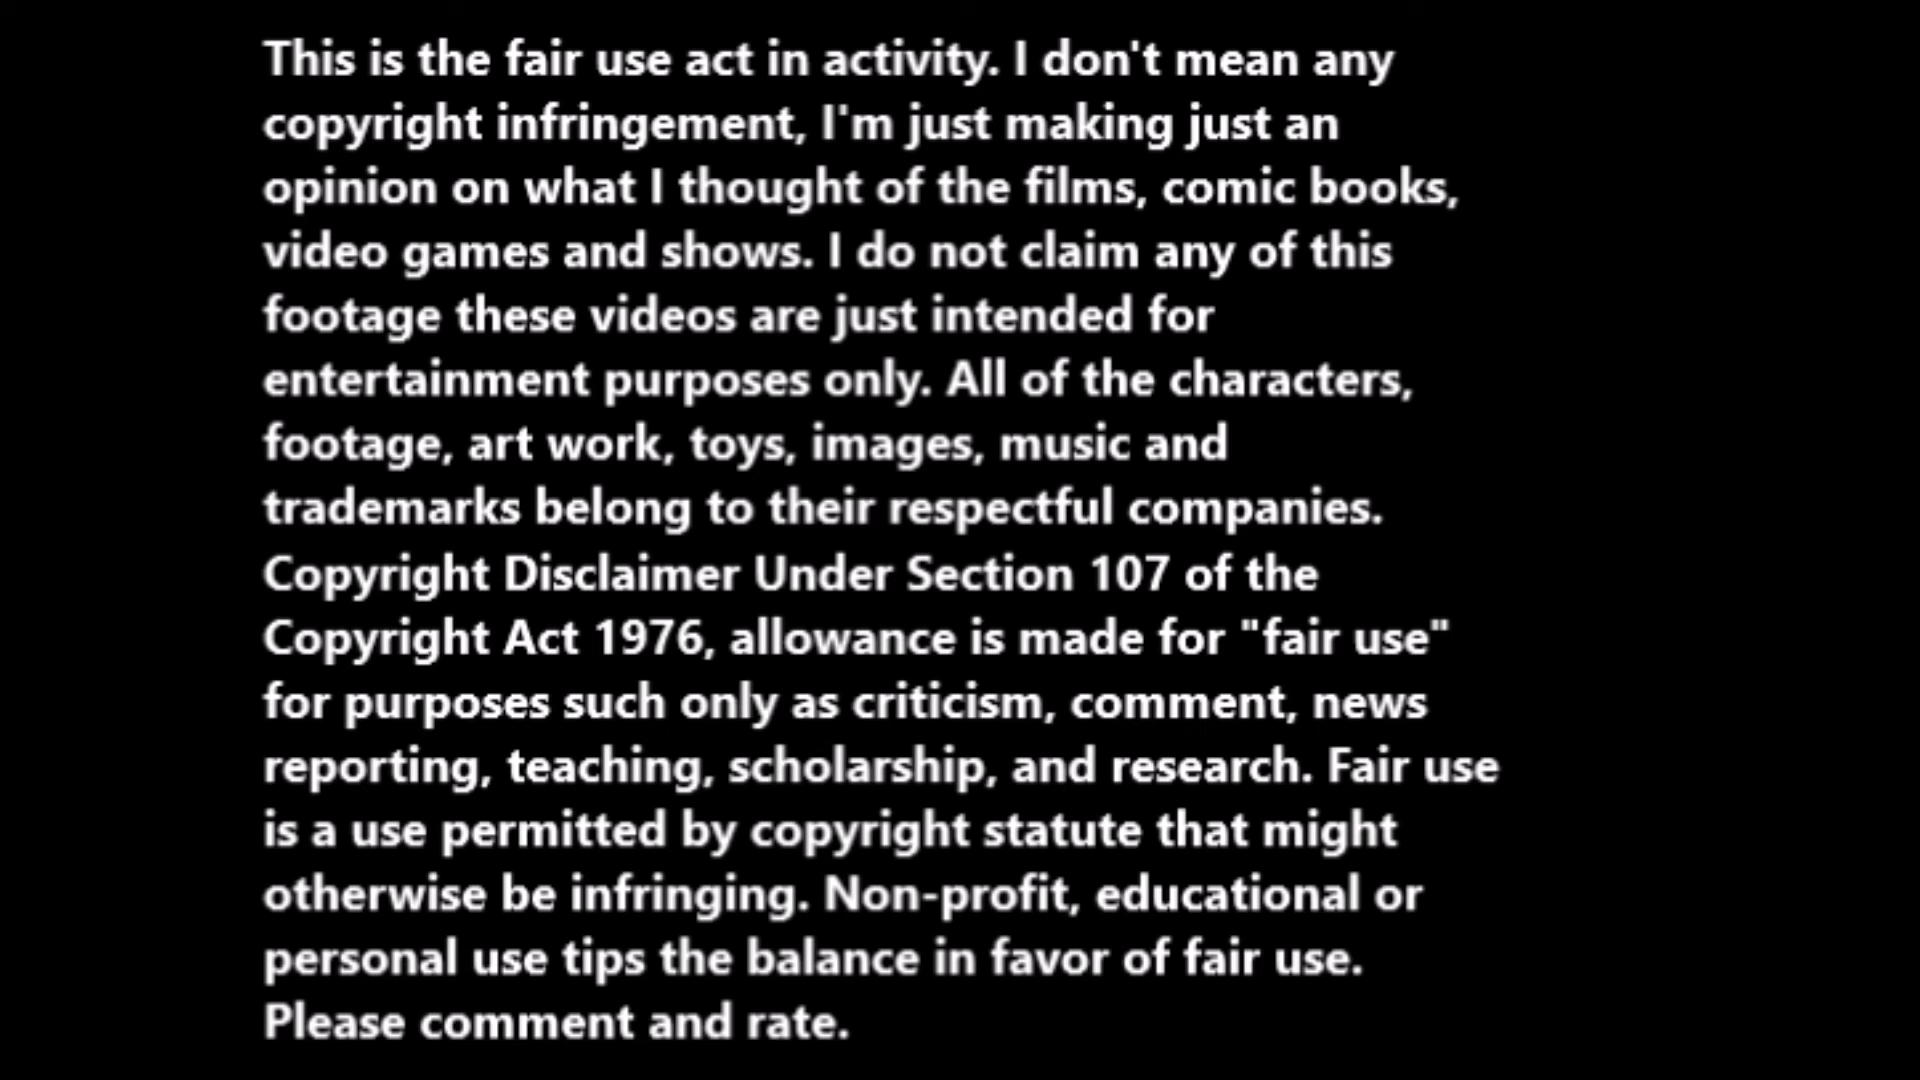 This is the fair use act in activity. I don't mean any
copyright infringement, I'm just making just an
opinion on what I thought of the films, comic books,
video games and shows. I do not claim any of this
footage these videos are just intended for
entertainment purposes only. All of the characters,
footage, art work, toys, images, music and
trademarks belong to their respectful companies.
Copyright Disclaimer Under Section 107 of the
Copyright Act 1976, allowance is made for "fair use"
for purposes such only as criticism, comment, news
reporting, teaching, scholarship, and research. Fair use
is a use permitted by copyright statute that might
otherwise be infringing. Non-profit, educational or
personal use tips the balance in favor of fair use.
Please comment and rate.